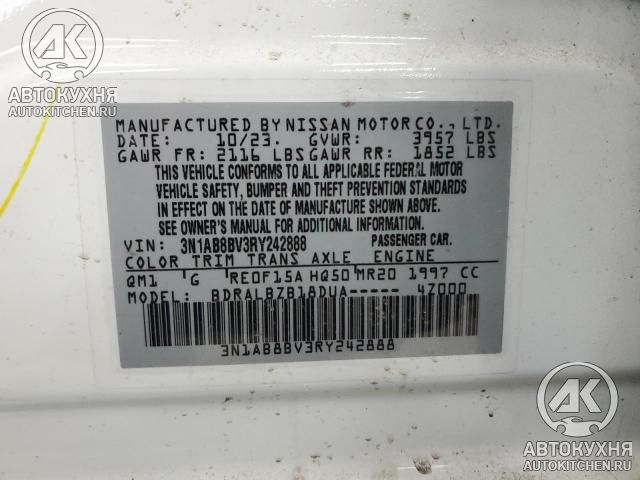 АК
АВТОКУХНЯ
AUTOKITCHEN.RU
MANUFACTURED BY NISSAN MOTOR CO., LTD.
DATE: 10/23. GVWR: 3957 LBS
GAWR FR: 2116 LBS GAWR RR: 1852 LBS
THIS VEHICLE CONFORMS TO ALL APPLICABLE FEDERAL MOTOR
VEHICLE SAFETY, BUMPER AND THEFT PREVENTION STANDARDS
IN EFFECT ON THE DATE OF MANUFACTURE SHOWN ABOVE.
SEE OWNER'S MANUAL FOR ADDITIONAL INFORMATION.
VIN: 3N1AB8BV3RY242888 PASSENGER CAR.
COLOR TRIM TRANS AXLE ENGINE
QM1 G RE0F15A HQ50 MR20 1997 CC
MODEL: BDRALBZB18DUA----- 4Z000
3N1AB8BV3RY242888
АК
АВТОКУХНЯ
AUTOKITCHEN.RU